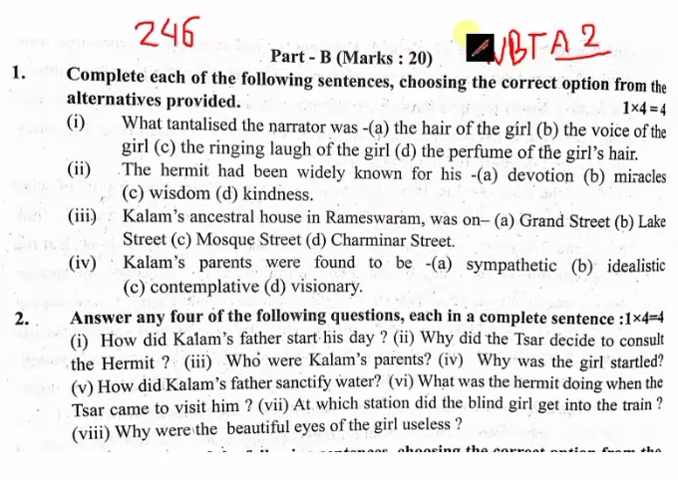 246
NBTA 2
Part - B (Marks : 20)
1. Complete each of the following sentences, choosing the correct option from the
alternatives provided. 1×4=4
(i) What tantalised the narrator was -(a) the hair of the girl (b) the voice of the
girl (c) the ringing laugh of the girl (d) the perfume of the girl's hair.
(ii) The hermit had been widely known for his -(a) devotion (b) miracles
(c) wisdom (d) kindness.
(iii) Kalam's ancestral house in Rameswaram, was on– (a) Grand Street (b) Lake
Street (c) Mosque Street (d) Charminar Street.
(iv) Kalam's parents were found to be -(a) sympathetic (b) idealistic
(c) contemplative (d) visionary.
2. Answer any four of the following questions, each in a complete sentence :1×4=4
(i) How did Kalam's father start his day ? (ii) Why did the Tsar decide to consult
the Hermit ? (iii) Who were Kalam's parents? (iv) Why was the girl startled?
(v) How did Kalam's father sanctify water? (vi) What was the hermit doing when the
Tsar came to visit him ? (vii) At which station did the blind girl get into the train ?
(viii) Why were the beautiful eyes of the girl useless ?
sentences, choosing the correct option from the